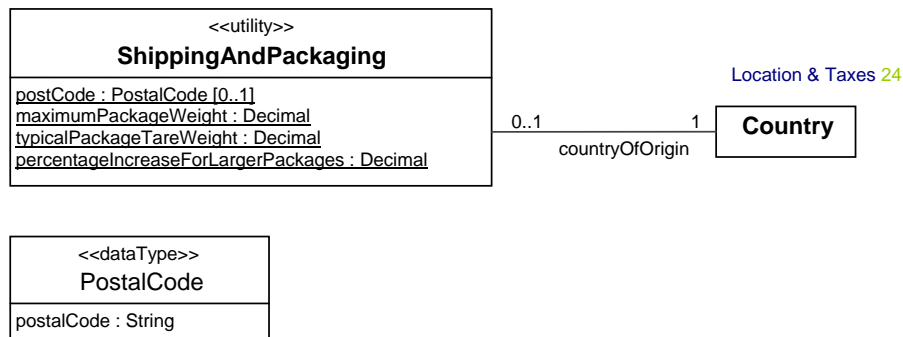 <<utility>>
ShippingAndPackaging
postCode : PostalCode [0..1]
maximumPackageWeight : Decimal
typicalPackageTareWeight : Decimal
percentageIncreaseForLargerPackages : Decimal
0..1
1
countryOfOrigin
Location & Taxes 24
Country
<<dataType>>
PostalCode
postalCode : String